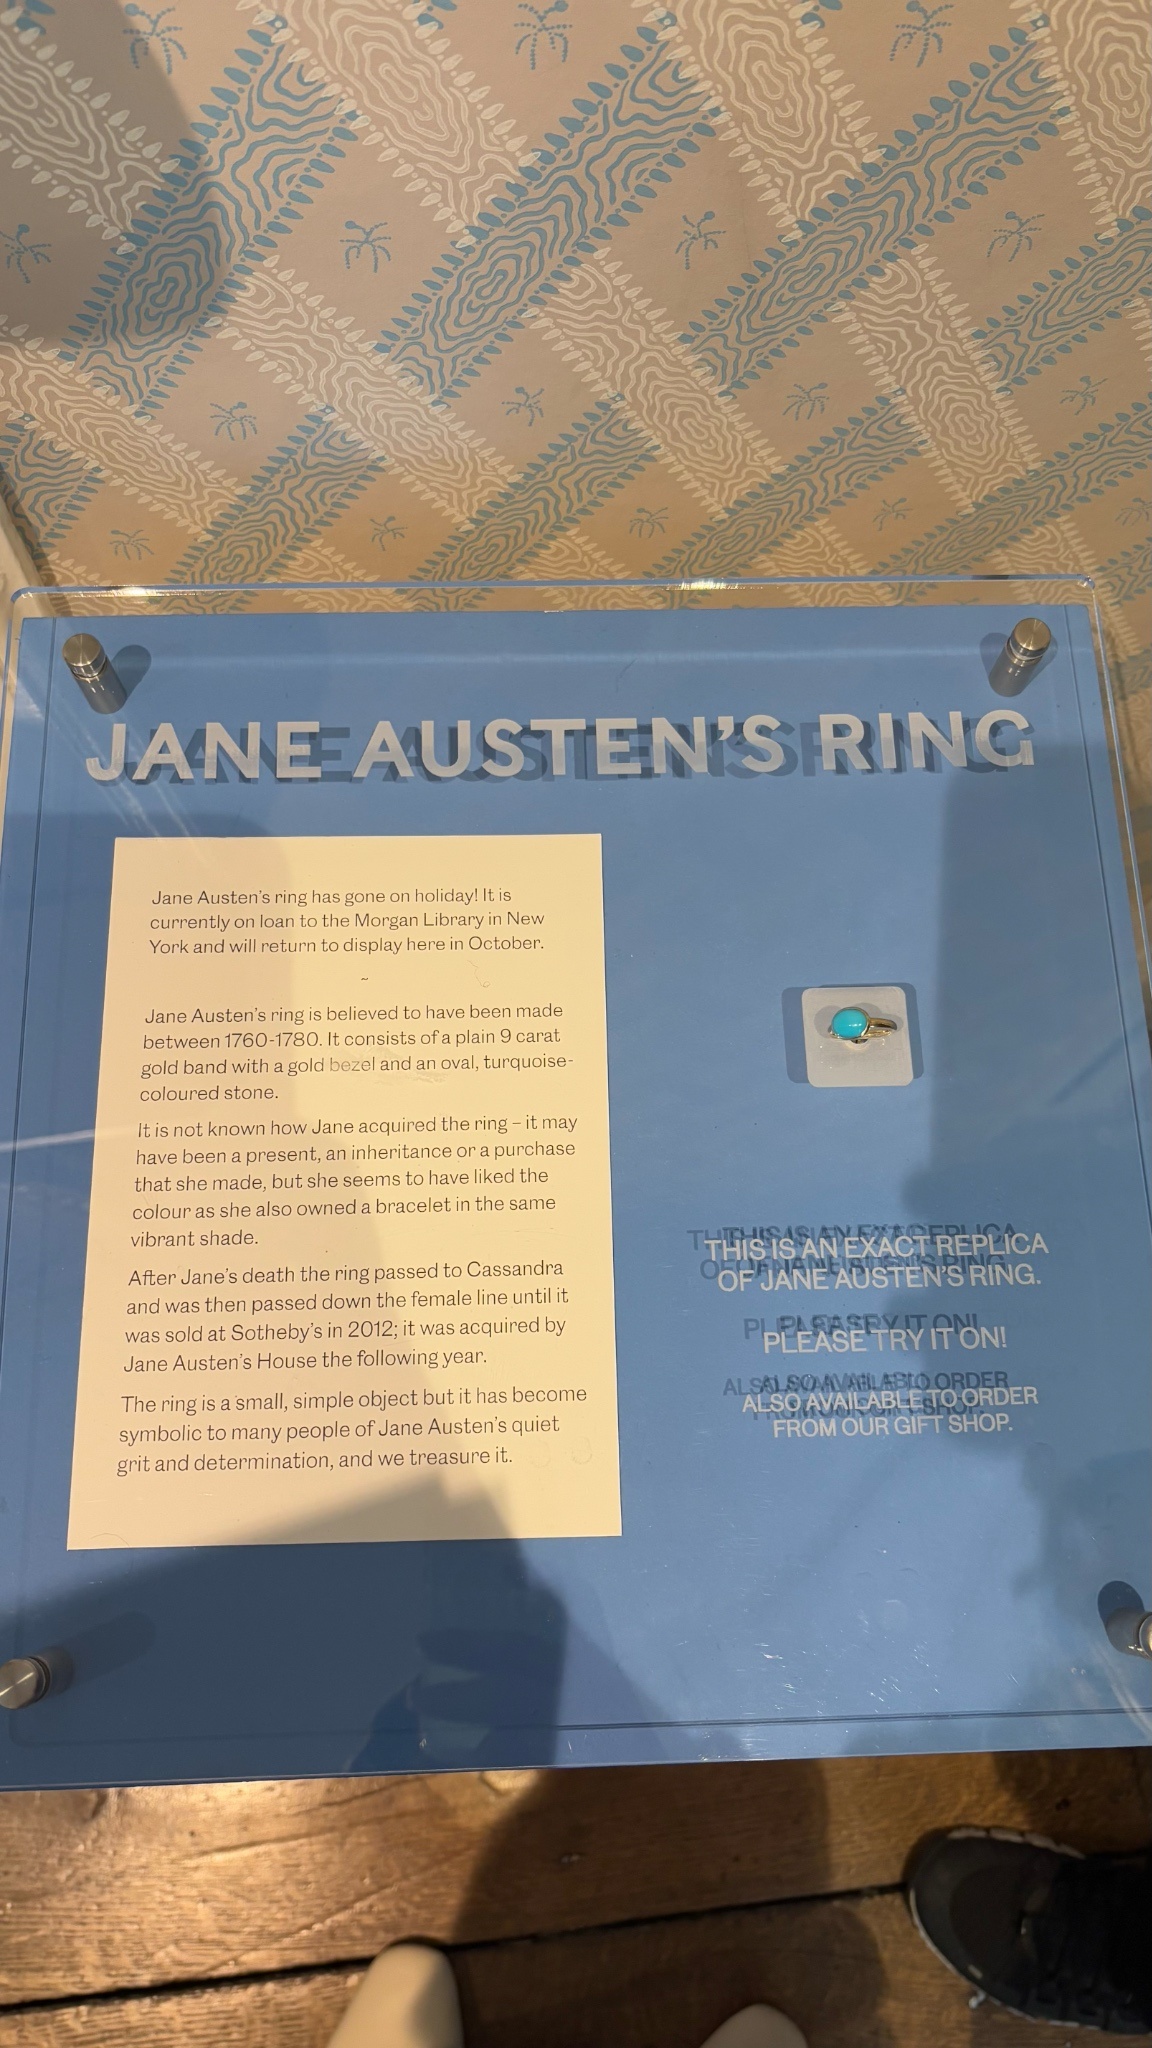 JANE AUSTEN'S RING
Jane Austen's ring has gone on holiday! It is
currently on loan to the Morgan Library in New
York and will return to display here in October.
~
Jane Austen's ring is believed to have been made
between 1760-1780. It consists of a plain 9 carat
gold band with a gold bezel and an oval, turquoise-
coloured stone.
It is not known how Jane acquired the ring – it may
have been a present, an inheritance or a purchase
that she made, but she seems to have liked the
colour as she also owned a bracelet in the same
vibrant shade.
After Jane's death the ring passed to Cassandra
and was then passed down the female line until it
was sold at Sotheby's in 2012; it was acquired by
Jane Austen's House the following year.
The ring is a small, simple object but it has become
symbolic to many people of Jane Austen's quiet
grit and determination, and we treasure it.
THIS IS AN EXACT REPLICA
OF JANE AUSTEN'S RING.
PLEASE TRY IT ON!
ALSO AVAILABLE TO ORDER
FROM OUR GIFT SHOP.